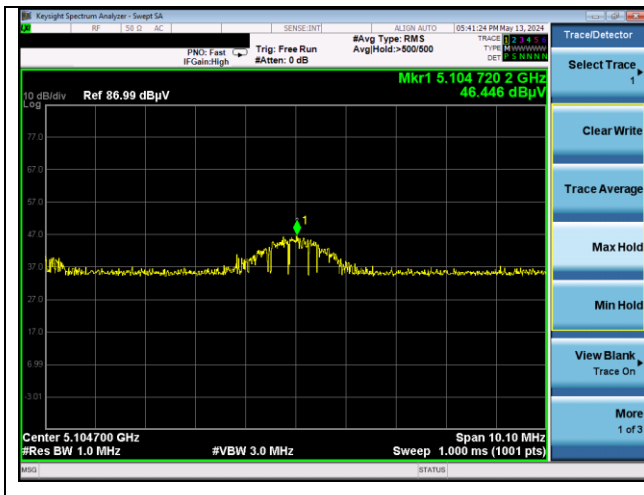 Keysight Spectrum Analyzer - Swept SA
RF 50 Ω AC SENSE:INT ALIGN AUTO 05:41:24 PM May 13, 2024
PNO: Fast Trig: Free Run #Avg Type: RMS TRACE 1 2 3 4 5 6
IFGain:High #Atten: 0 dB Avg|Hold:>500/500 TYPE M W W W W W
DET P S N N N N
Trace/Detector
Mkr1 5.104 720 2 GHz
46.446 dBµV
10 dB/div Ref 86.99 dBµV
Log
77.0
67.0
57.0
47.0
37.0
27.0
17.0
6.99
-3.01
1
Center 5.104700 GHz Span 10.10 MHz
#Res BW 1.0 MHz #VBW 3.0 MHz Sweep 1.000 ms (1001 pts)
MSG STATUS
Select Trace
1
Clear Write
Trace Average
Max Hold
Min Hold
View Blank
Trace On
More
1 of 3